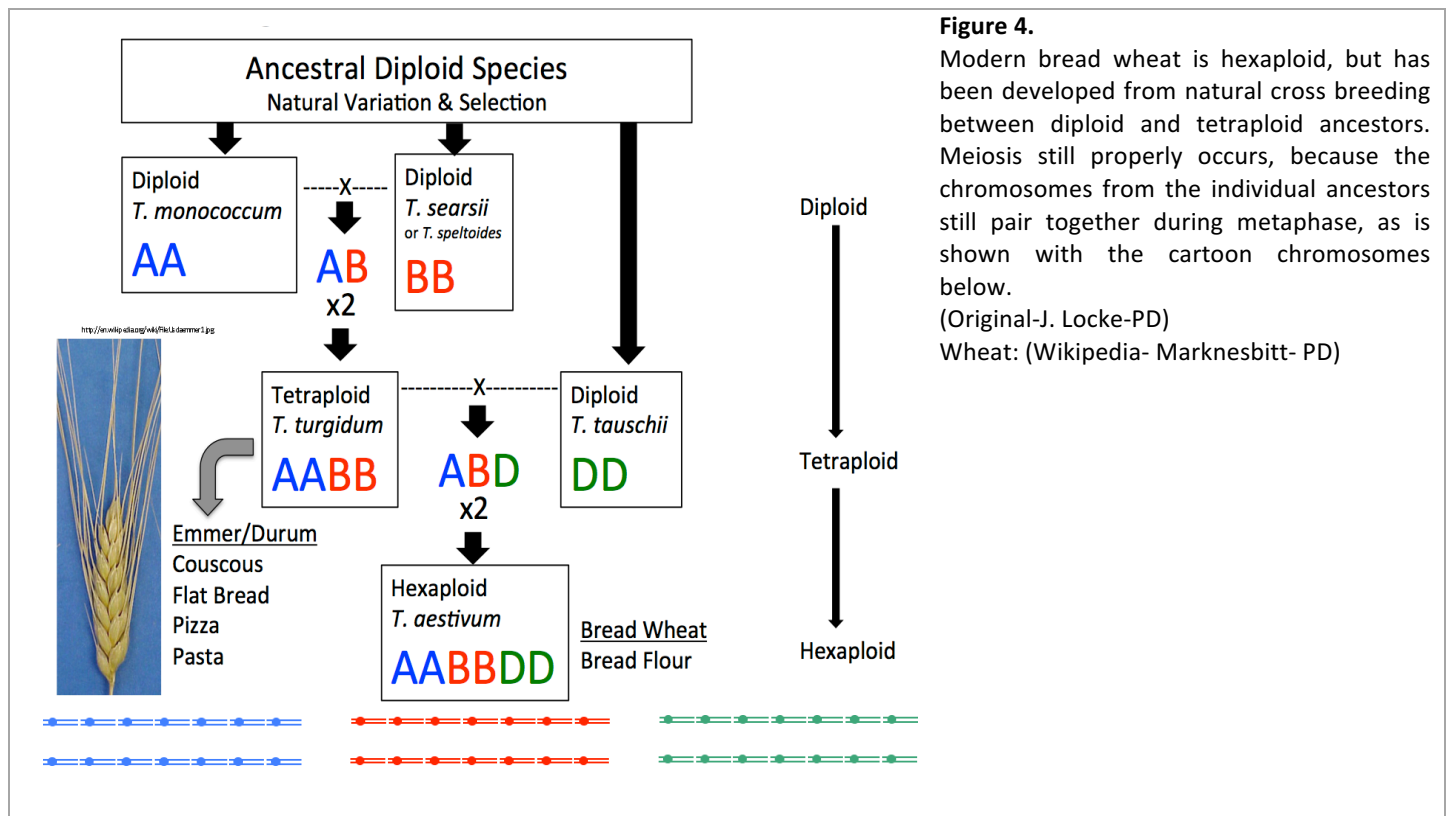 Ancestral Diploid Species
Natural Variation & Selection
Diploid
T. monococcum
AA
-----X-----
AB
x2
Diploid
T. searsii
or T. speltoides
BB
Tetraploid
T. turgidum
AABB
----------X----------
ABD
x2
Diploid
T. tauschii
DD
Emmer/Durum
Couscous
Flat Bread
Pizza
Pasta
Hexaploid
T. aestivum
AABBDD
Bread Wheat
Bread Flour
Diploid
Tetraploid
Hexaploid
Figure 4.
Modern bread wheat is hexaploid, but has
been developed from natural cross breeding
between diploid and tetraploid ancestors.
Meiosis still properly occurs, because the
chromosomes from the individual ancestors
still pair together during metaphase, as is
shown with the cartoon chromosomes
below.
(Original-J. Locke-PD)
Wheat: (Wikipedia- Marknesbitt- PD)